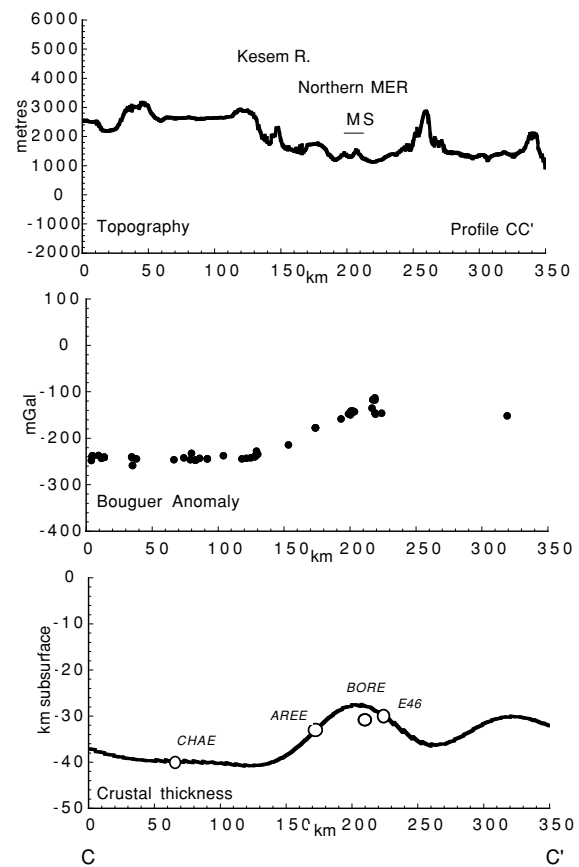 6000
5000
4000
3000
2000
1000
0
-1000
-2000
metres
Kesem R.
Northern MER
MS
Topography
Profile CC'
0 50 100 150 200 250 300 350
km
100
0
-100
-200
-300
-400
mGal
Bouguer Anomaly
0 50 100 150 200 250 300 350
km
0
-10
-20
-30
-40
-50
km subsurface
CHAE
AREE
BORE
E46
Crustal thickness
0 50 100 150 200 250 300 350
km
C C'